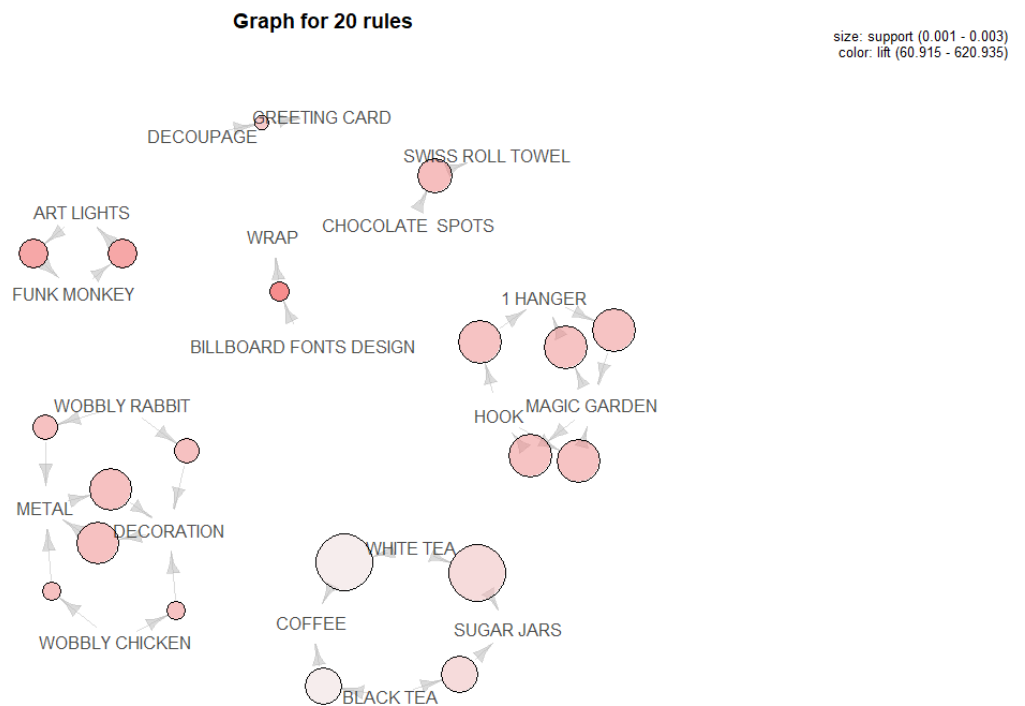 Graph for 20 rules
size: support (0.001 - 0.003)
color: lift (60.915 - 620.935)
GREETING CARD
DECOUPAGE
SWISS ROLL TOWEL
ART LIGHTS
CHOCOLATE  SPOTS
WRAP
FUNK MONKEY
1 HANGER
BILLBOARD FONTS DESIGN
WOBBLY RABBIT
MAGIC GARDEN
HOOK
METAL
DECORATION
WHITE TEA
COFFEE
SUGAR JARS
WOBBLY CHICKEN
BLACK TEA